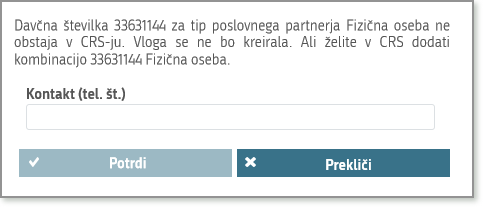 Davčna številka 33631144 za tip poslovnega partnerja Fizična oseba ne
obstaja v CRS-ju. Vloga se ne bo kreirala. Ali želite v CRS dodati
kombinacijo 33631144 Fizična oseba.
Kontakt (tel. št.)
Potrdi
Prekliči